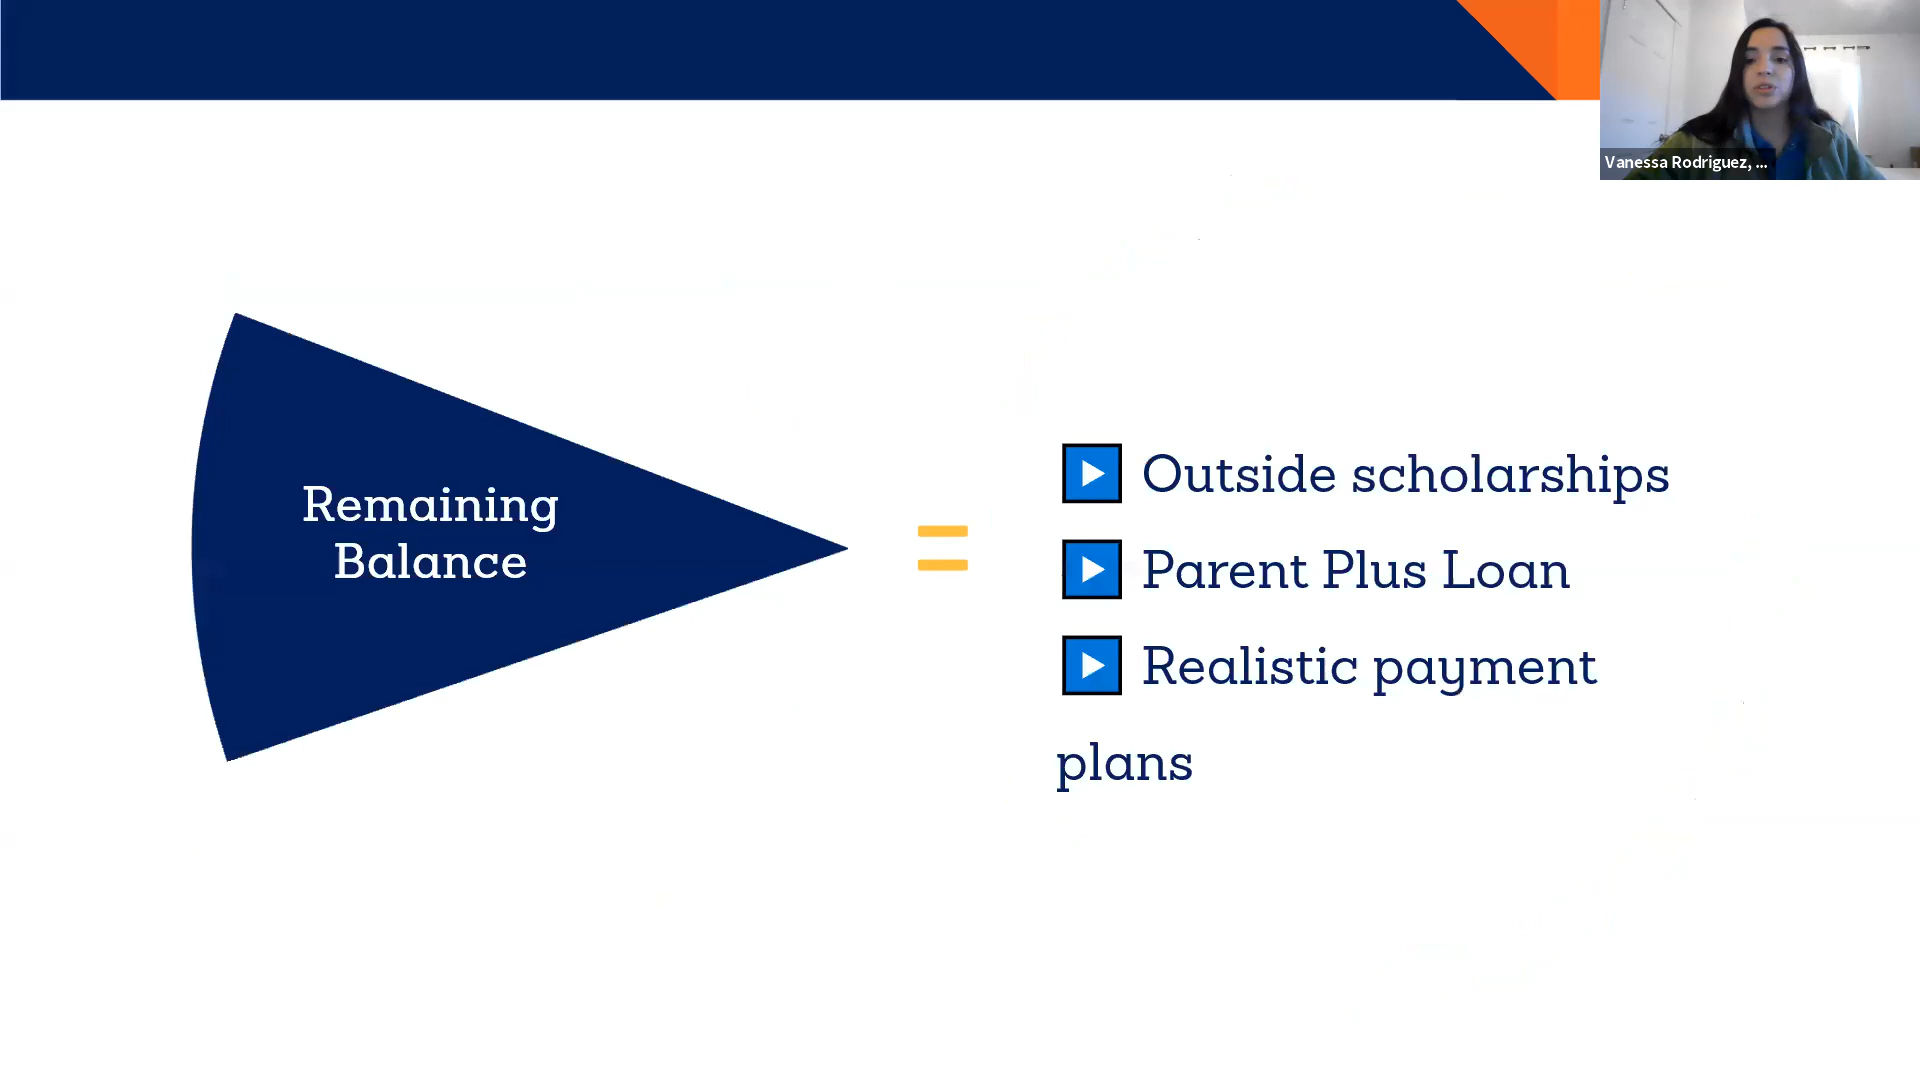 Vanessa Rodriguez, ...
Remaining
Balance
=
Outside scholarships
Parent Plus Loan
Realistic payment
plans